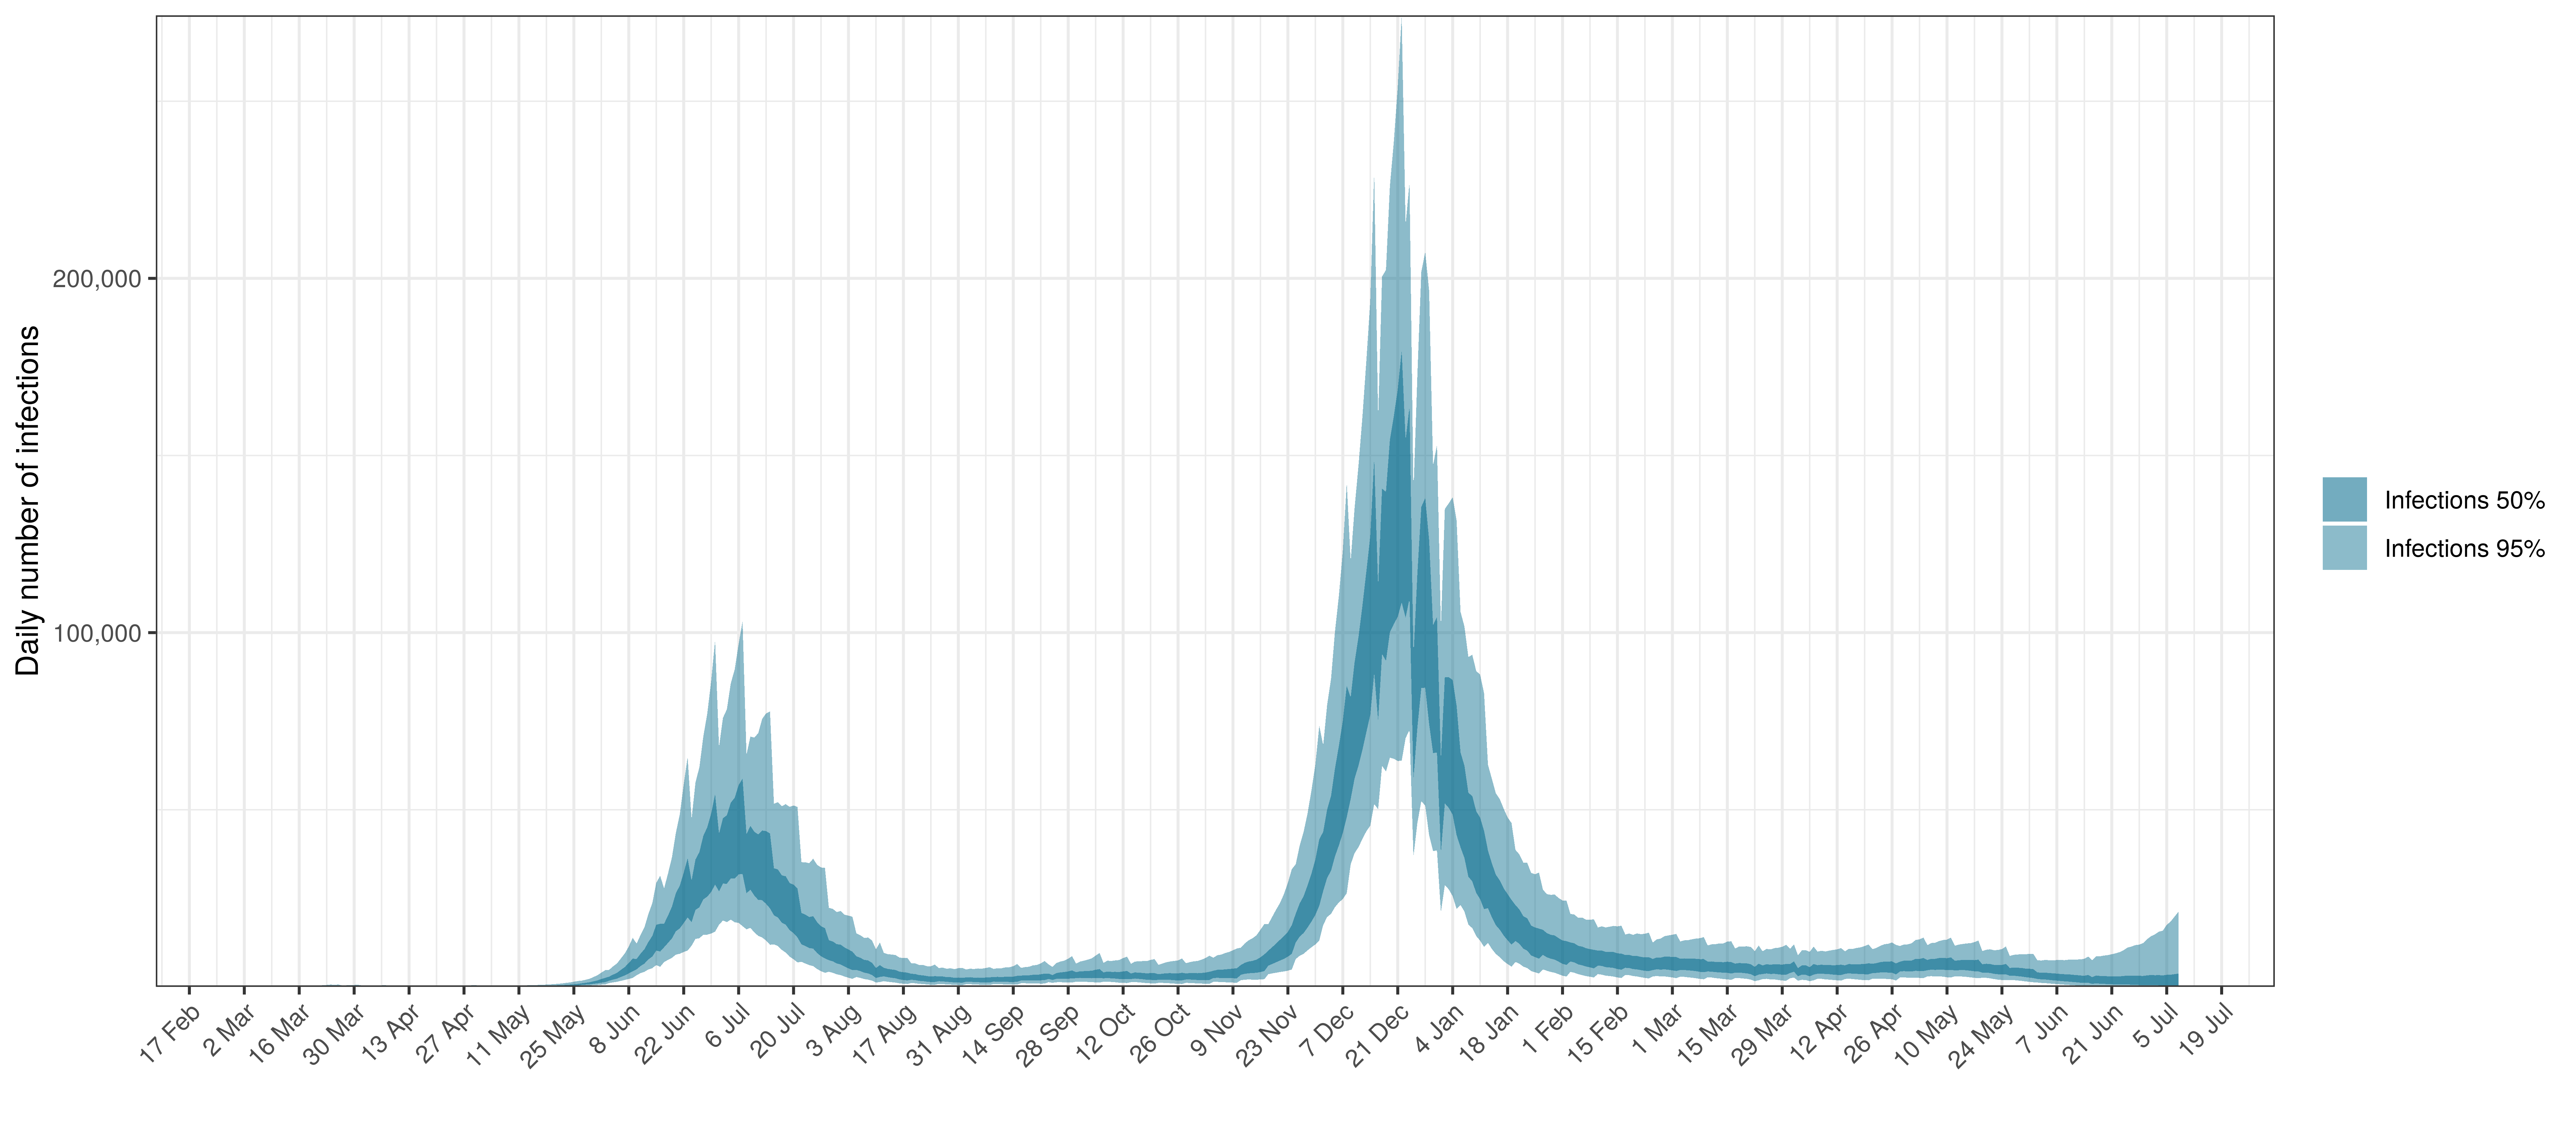 Daily number of infections
200,000
100,000
17 Feb
2 Mar
16 Mar
30 Mar
13 Apr
27 Apr
11 May
25 May
8 Jun
22 Jun
6 Jul
20 Jul
3 Aug
17 Aug
31 Aug
14 Sep
28 Sep
12 Oct
26 Oct
9 Nov
23 Nov
7 Dec
21 Dec
4 Jan
18 Jan
1 Feb
15 Feb
1 Mar
15 Mar
29 Mar
12 Apr
26 Apr
10 May
24 May
7 Jun
21 Jun
5 Jul
19 Jul
Infections 50%
Infections 95%